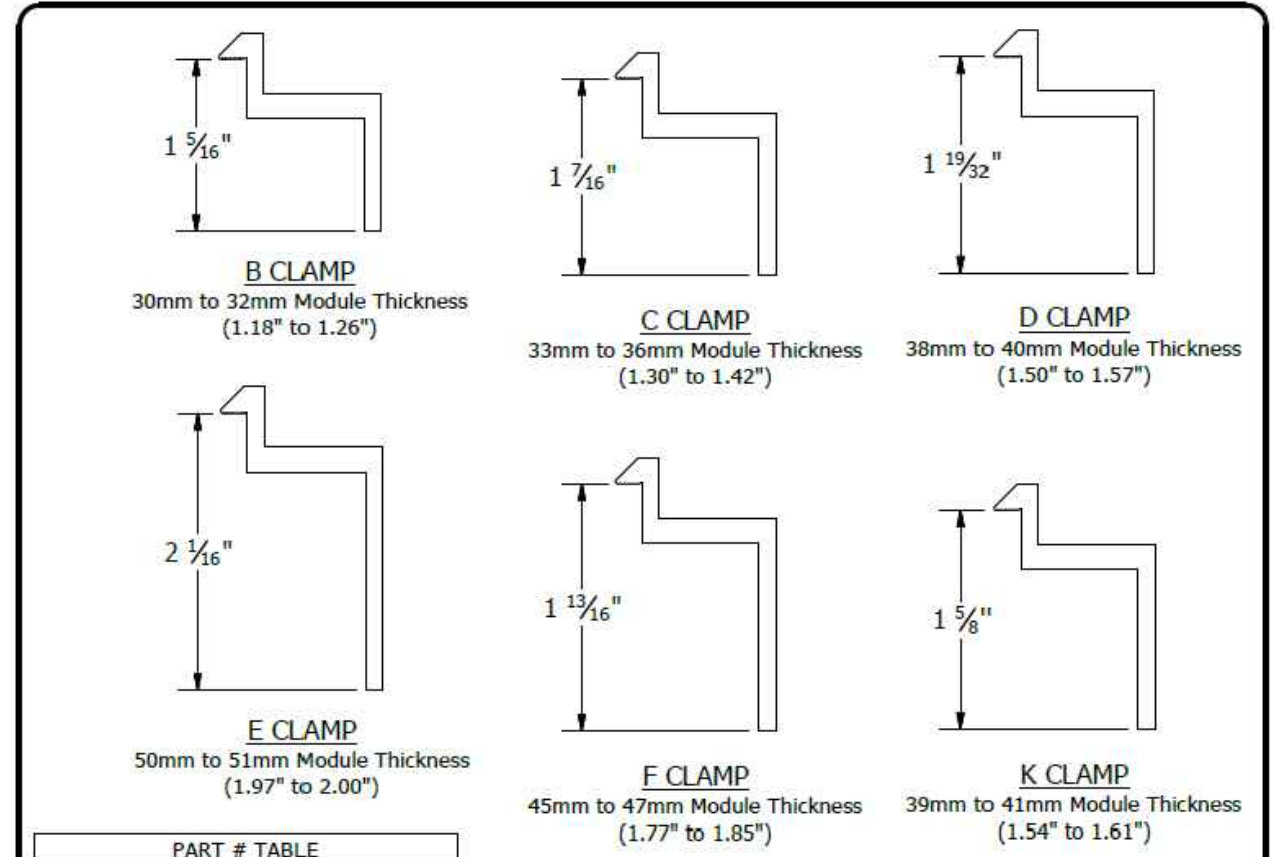 1 5/16"
B CLAMP
30mm to 32mm Module Thickness
(1.18" to 1.26")
1 7/16"
C CLAMP
33mm to 36mm Module Thickness
(1.30" to 1.42")
1 19/32"
D CLAMP
38mm to 40mm Module Thickness
(1.50" to 1.57")
2 1/16"
E CLAMP
50mm to 51mm Module Thickness
(1.97" to 2.00")
1 13/16"
F CLAMP
45mm to 47mm Module Thickness
(1.77" to 1.85")
1 5/8"
K CLAMP
39mm to 41mm Module Thickness
(1.54" to 1.61")
PART # TABLE